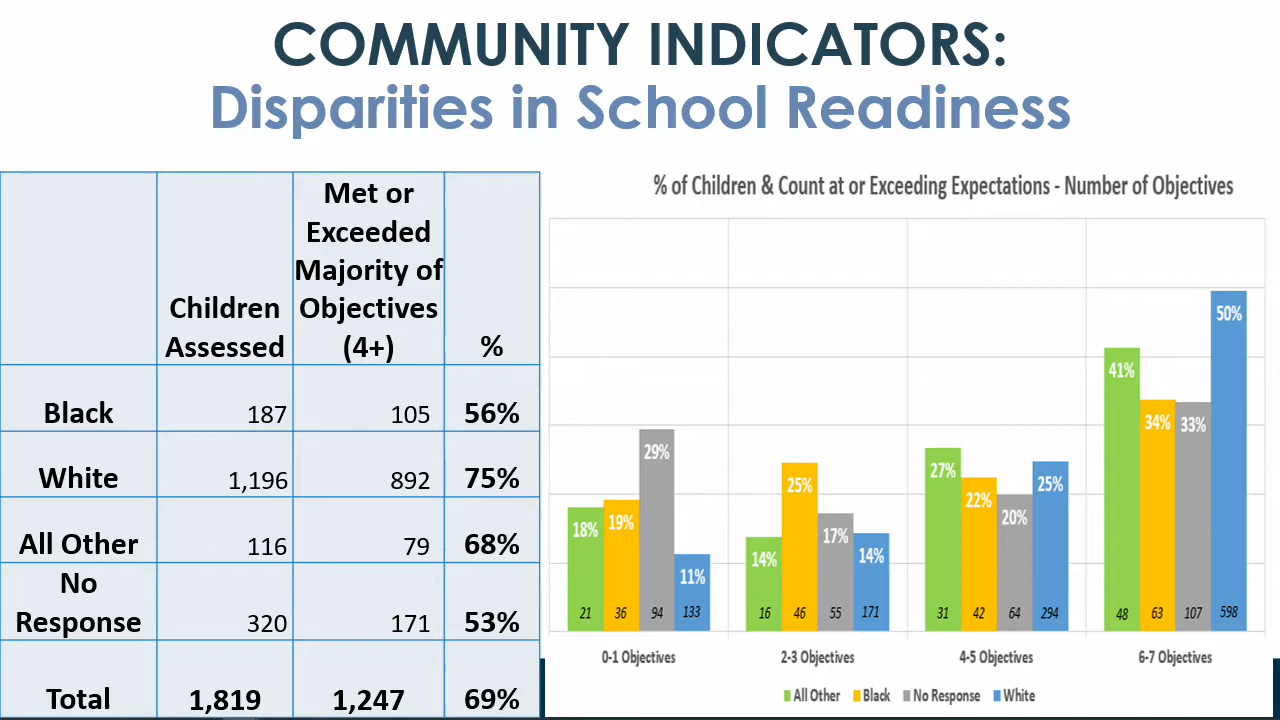 COMMUNITY INDICATORS:
Disparities in School Readiness
Children Assessed
Met or Exceeded Majority of Objectives (4+)
%
Black 187 105 56%
White 1,196 892 75%
All Other 116 79 68%
No Response 320 171 53%
Total 1,819 1,247 69%
% of Children & Count at or Exceeding Expectations - Number of Objectives
18% 19% 29% 11%
21 36 94 133
14% 25% 17% 14%
16 46 55 171
27% 22% 20% 25%
31 42 64 294
41% 34% 33% 50%
48 63 107 598
0-1 Objectives 2-3 Objectives 4-5 Objectives 6-7 Objectives
All Other Black No Response White